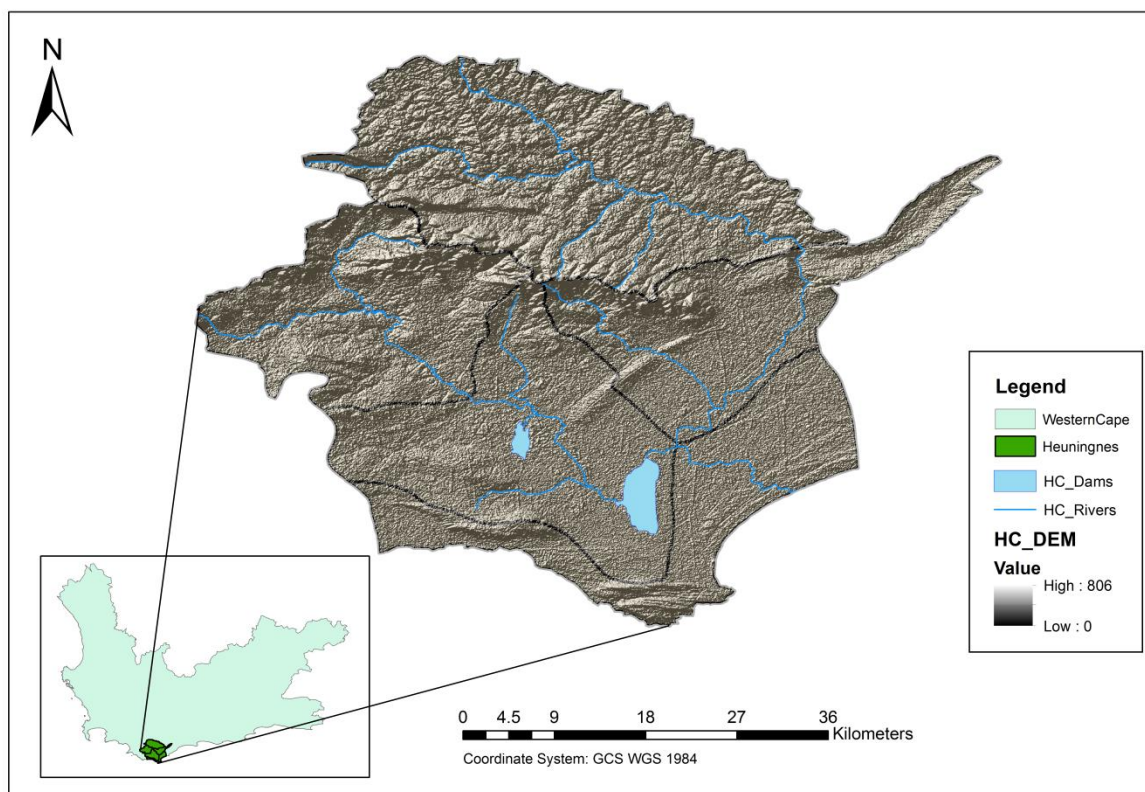 N
Legend
WesternCape
Heuningnes
HC_Dams
HC_Rivers
HC_DEM
Value
High : 806
Low : 0
0 4.5 9 18 27 36
Kilometers
Coordinate System: GCS WGS 1984